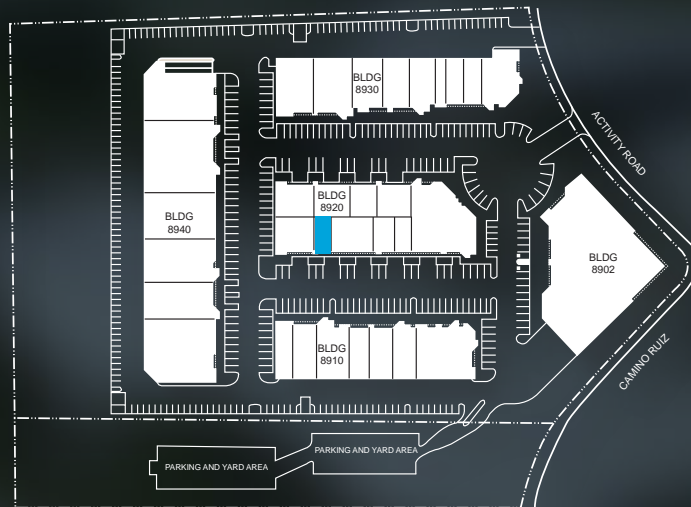 BLDG
8930
ACTIVITY ROAD
BLDG
8920
BLDG
8940
BLDG
8902
BLDG
8910
CAMINO RUIZ
PARKING AND YARD AREA
PARKING AND YARD AREA